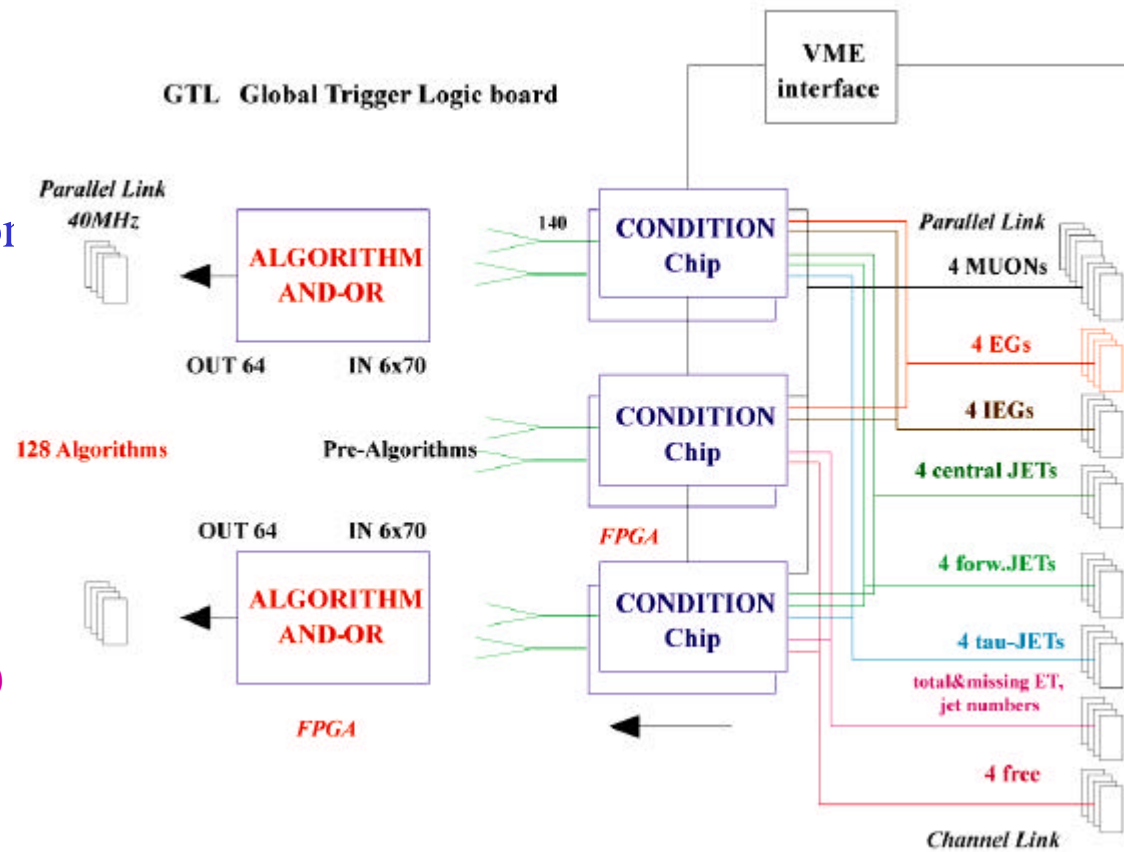 VME
interface
GTL Global Trigger Logic board
Parallel Link
40MHz
ALGORITHM
AND-OR
OUT 64 IN 6x70
140
CONDITION
Chip
Parallel Link
4 MUONs
4 EGs
4 IEGs
128 Algorithms
Pre-Algorithms
CONDITION
Chip
4 central JETs
OUT 64 IN 6x70
FPGA
ALGORITHM
AND-OR
FPGA
CONDITION
Chip
4 forw.JETs
4 tau-JETs
total&missing ET,
jet numbers
4 free
Channel Link